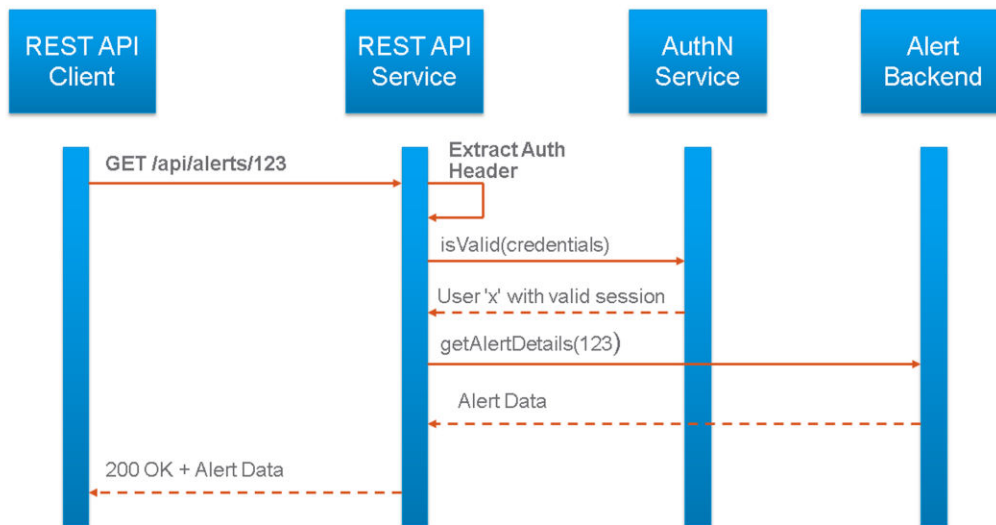 REST API
Client
REST API
Service
AuthN
Service
Alert
Backend
GET /api/alerts/123
Extract Auth
Header
isValid(credentials)
User 'x' with valid session
getAlertDetails(123)
Alert Data
200 OK + Alert Data